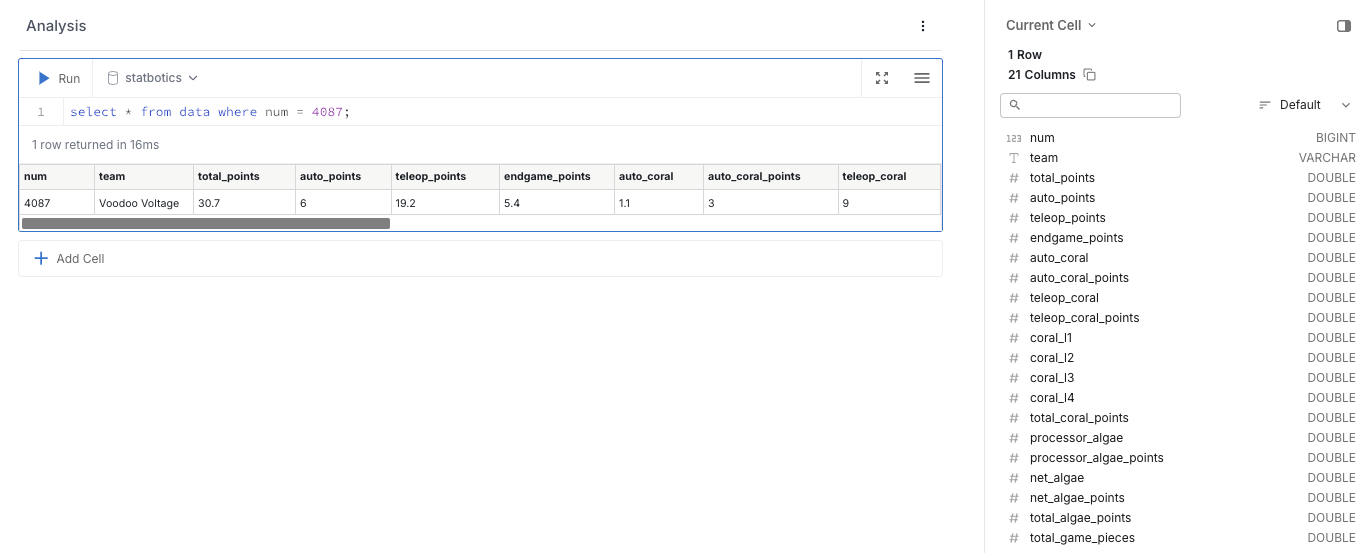 Analysis
Run
statbotics
1 select * from data where num = 4087;
1 row returned in 16ms
num team total_points auto_points teleop_points endgame_points auto_coral auto_coral_points teleop_coral
4087 Voodoo Voltage 30.7 6 19.2 5.4 1.1 3 9
Add Cell
Current Cell
1 Row
21 Columns
Default
123 num BIGINT
T team VARCHAR
# total_points DOUBLE
# auto_points DOUBLE
# teleop_points DOUBLE
# endgame_points DOUBLE
# auto_coral DOUBLE
# auto_coral_points DOUBLE
# teleop_coral DOUBLE
# teleop_coral_points DOUBLE
# coral_l1 DOUBLE
# coral_l2 DOUBLE
# coral_l3 DOUBLE
# coral_l4 DOUBLE
# total_coral_points DOUBLE
# processor_algae DOUBLE
# processor_algae_points DOUBLE
# net_algae DOUBLE
# net_algae_points DOUBLE
# total_algae_points DOUBLE
# total_game_pieces DOUBLE